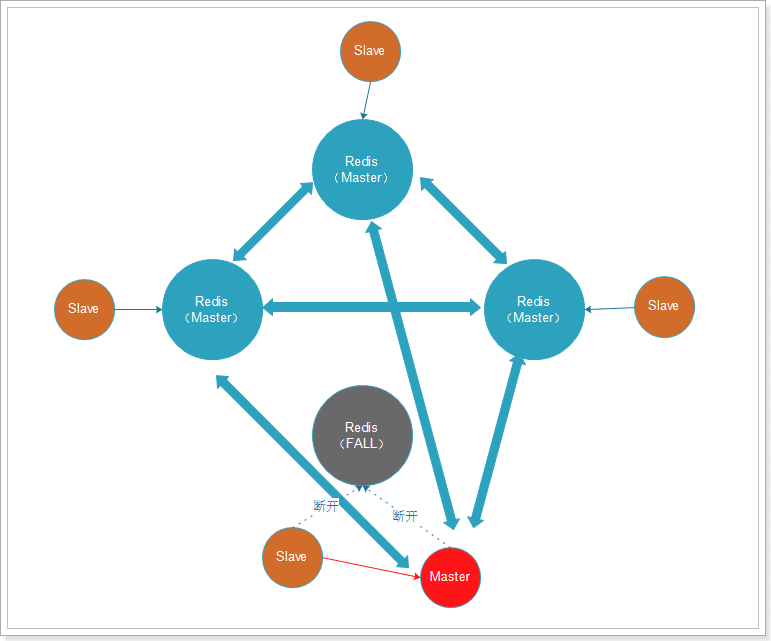 Slave
Redis
（Master）
Slave
Redis
（Master）
Redis
（Master）
Slave
Redis
（FALL）
断开
断开
Slave
Master